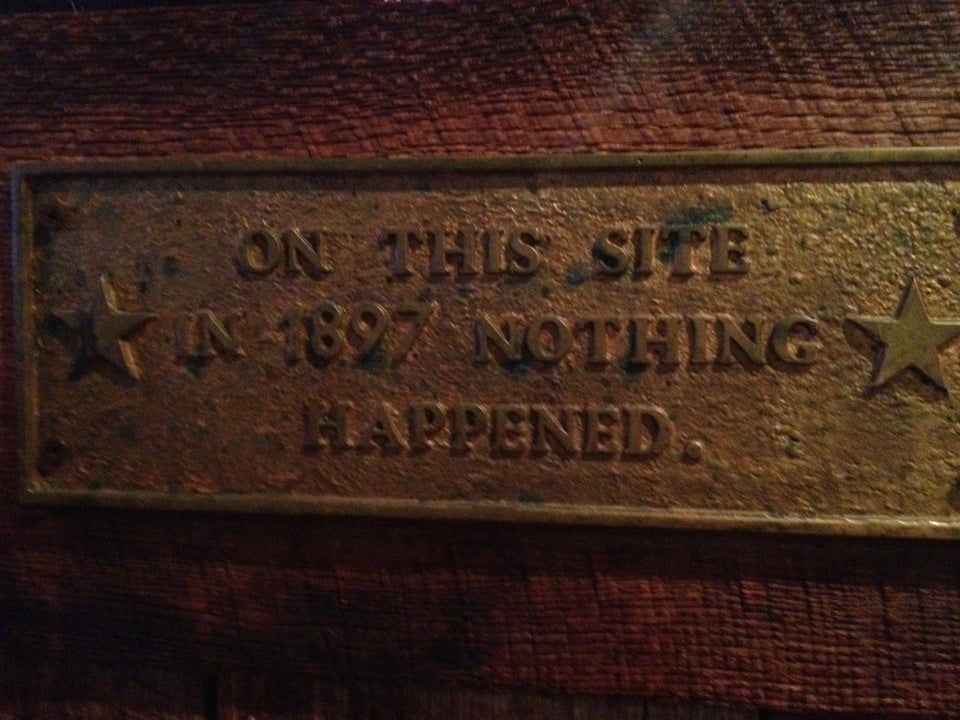 ON THIS SITE
IN 1897 NOTHING
HAPPENED.